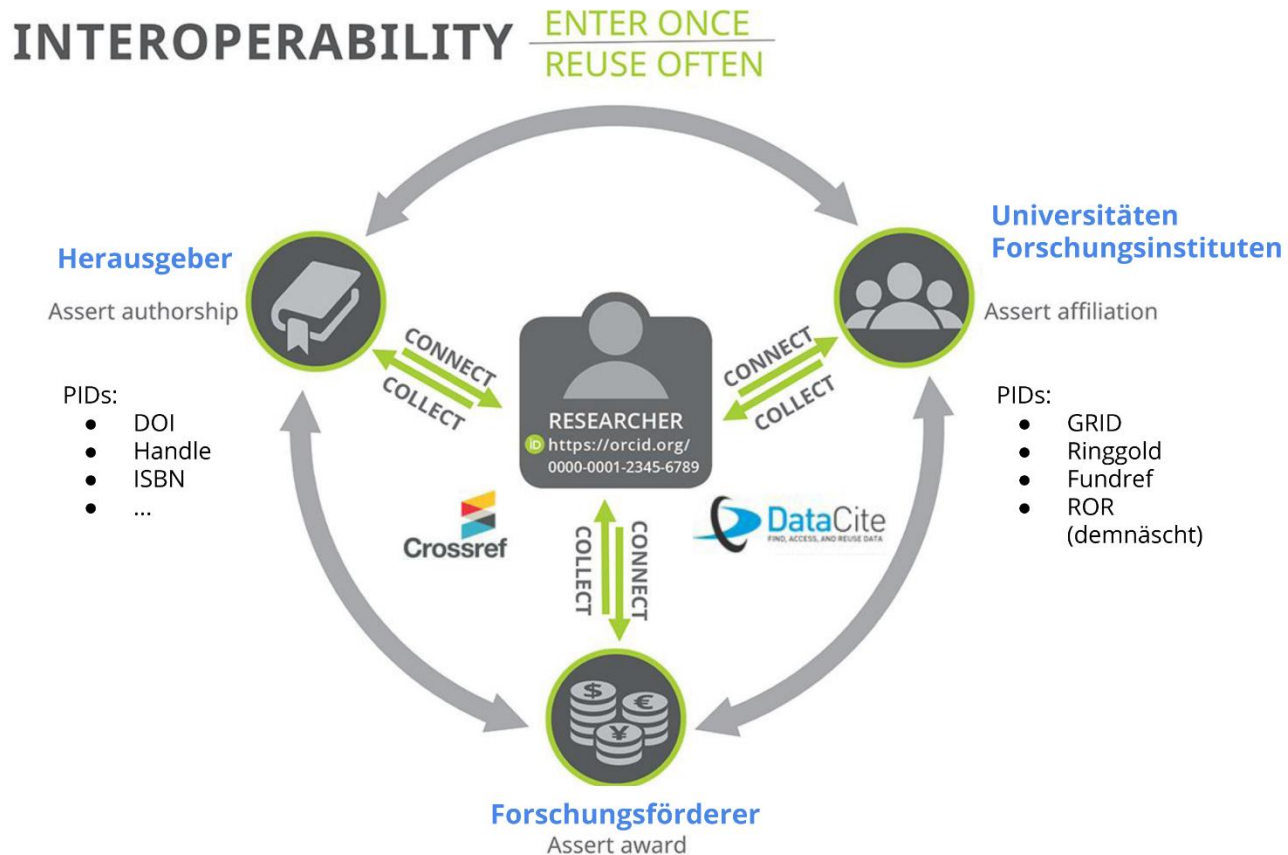 INTEROPERABILITY
ENTER ONCE
REUSE OFTEN
Herausgeber
Assert authorship
PIDs:
● DOI
● Handle
● ISBN
● ...
Universitäten
Forschungsinstituten
Assert affiliation
PIDs:
● GRID
● Ringgold
● Fundref
● ROR
(demnäscht)
CONNECT
COLLECT
CONNECT
COLLECT
RESEARCHER
iD https://orcid.org/
0000-0001-2345-6789
Crossref
DataCite
FIND, ACCESS, AND REUSE DATA
COLLECT
CONNECT
$
€
¥
Forschungsförderer
Assert award